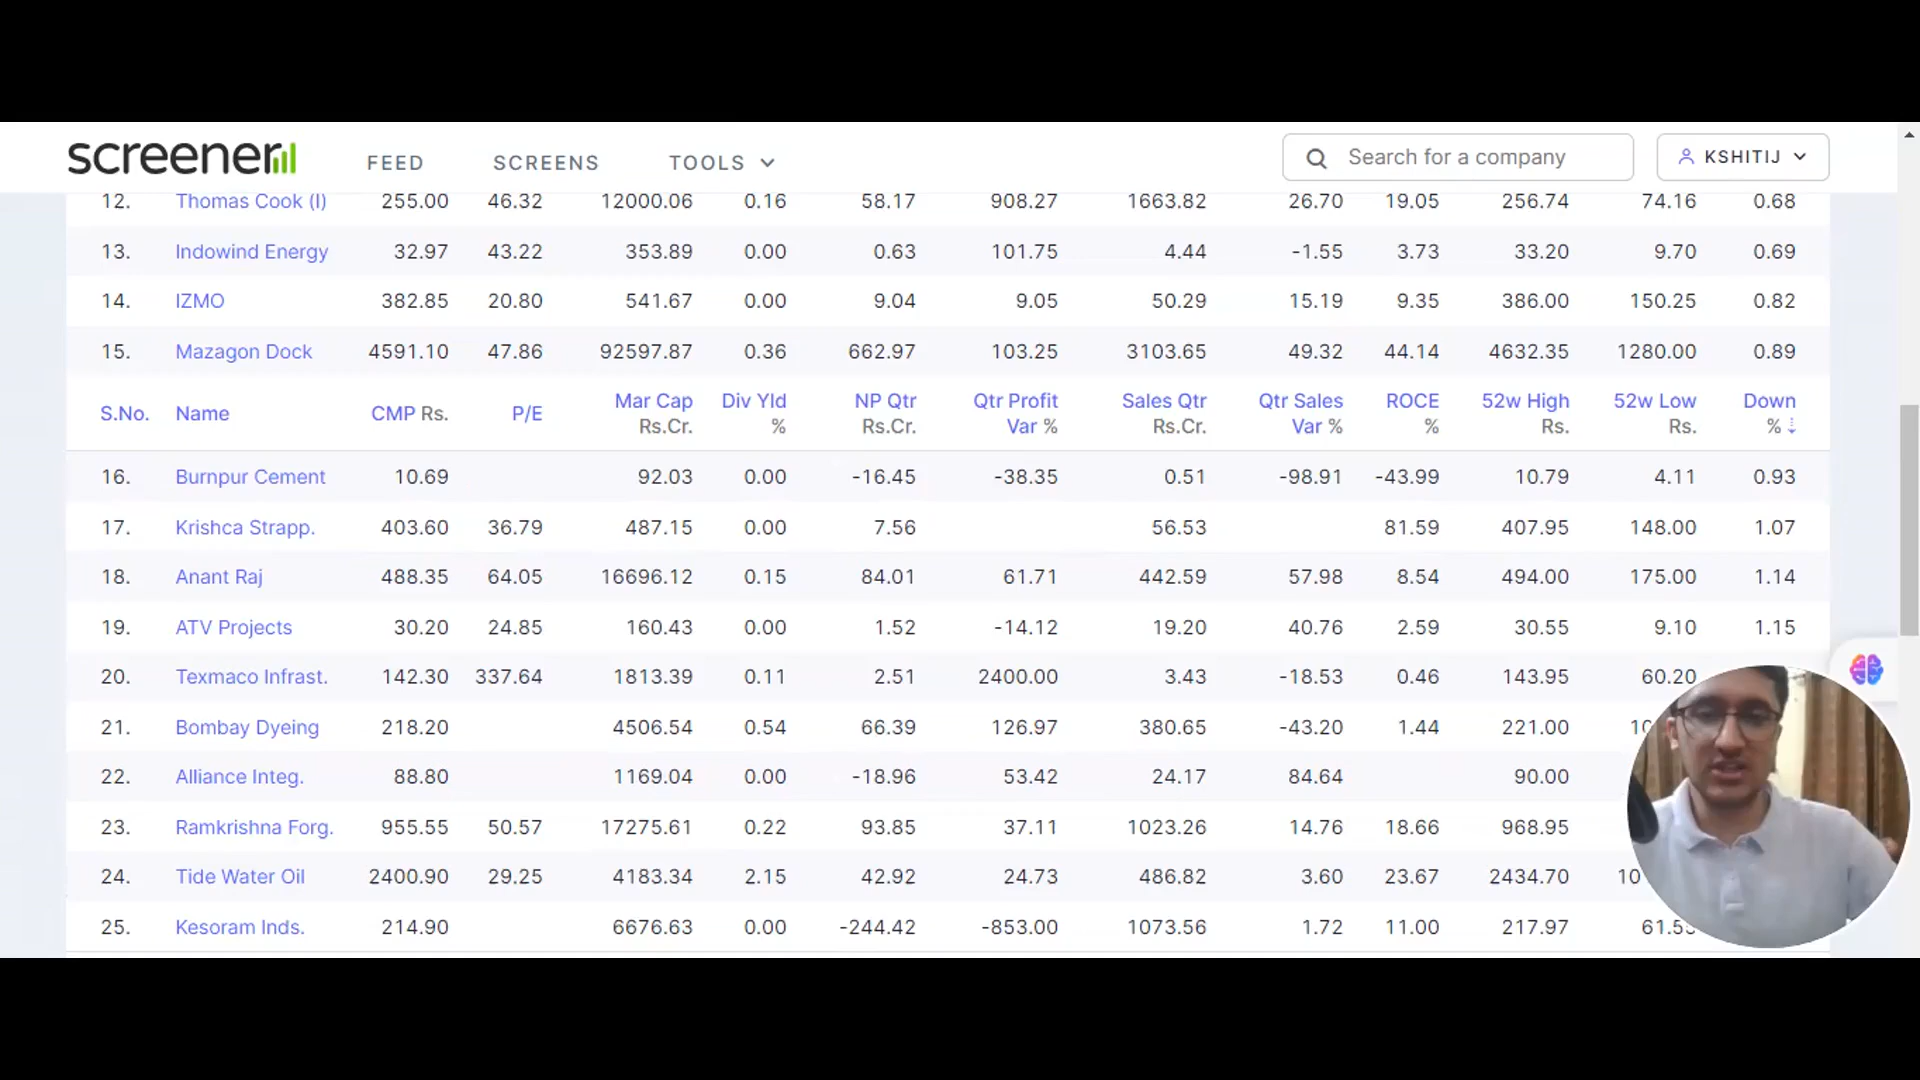 screener
FEED SCREENS TOOLS
Search for a company
KSHITIJ
12. Thomas Cook (I) 255.00 46.32 12000.06 0.16 58.17 908.27 1663.82 26.70 19.05 256.74 74.16 0.68
13. Indowind Energy 32.97 43.22 353.89 0.00 0.63 101.75 4.44 -1.55 3.73 33.20 9.70 0.69
14. IZMO 382.85 20.80 541.67 0.00 9.04 9.05 50.29 15.19 9.35 386.00 150.25 0.82
15. Mazagon Dock 4591.10 47.86 92597.87 0.36 662.97 103.25 3103.65 49.32 44.14 4632.35 1280.00 0.89
S.No. Name CMP Rs. P/E Mar Cap Rs.Cr. Div Yld % NP Qtr Rs.Cr. Qtr Profit Var % Sales Qtr Rs.Cr. Qtr Sales Var % ROCE % 52w High Rs. 52w Low Rs. Down %
16. Burnpur Cement 10.69 92.03 0.00 -16.45 -38.35 0.51 -98.91 -43.99 10.79 4.11 0.93
17. Krishca Strapp. 403.60 36.79 487.15 0.00 7.56 56.53 81.59 407.95 148.00 1.07
18. Anant Raj 488.35 64.05 16696.12 0.15 84.01 61.71 442.59 57.98 8.54 494.00 175.00 1.14
19. ATV Projects 30.20 24.85 160.43 0.00 1.52 -14.12 19.20 40.76 2.59 30.55 9.10 1.15
20. Texmaco Infrast. 142.30 337.64 1813.39 0.11 2.51 2400.00 3.43 -18.53 0.46 143.95 60.20
21. Bombay Dyeing 218.20 4506.54 0.54 66.39 126.97 380.65 -43.20 1.44 221.00
22. Alliance Integ. 88.80 1169.04 0.00 -18.96 53.42 24.17 84.64 90.00
23. Ramkrishna Forg. 955.55 50.57 17275.61 0.22 93.85 37.11 1023.26 14.76 18.66 968.95
24. Tide Water Oil 2400.90 29.25 4183.34 2.15 42.92 24.73 486.82 3.60 23.67 2434.70
25. Kesoram Inds. 214.90 6676.63 0.00 -244.42 -853.00 1073.56 1.72 11.00 217.97